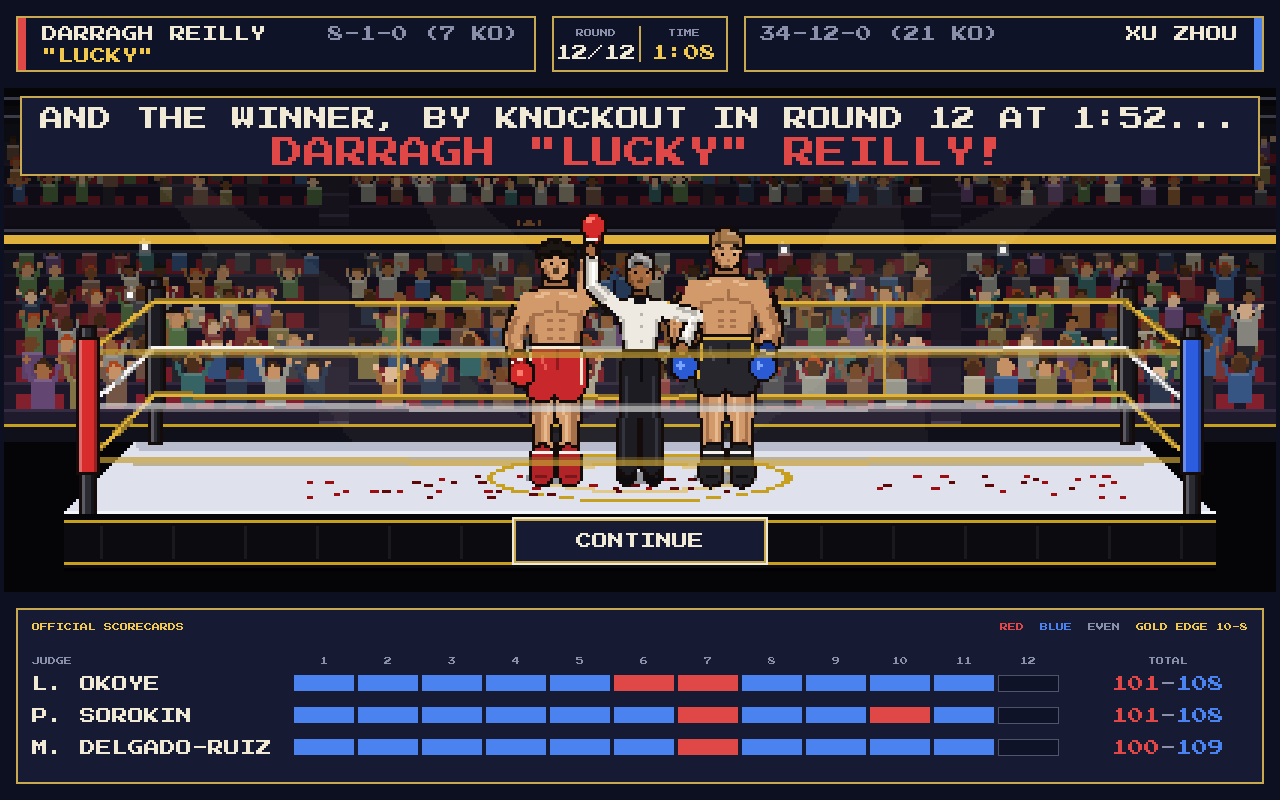 DARRAGH REILLY 8-1-0 (7 KO)
"LUCKY"
ROUND TIME
12/12 1:08
34-12-0 (21 KO) XU ZHOU
AND THE WINNER, BY KNOCKOUT IN ROUND 12 AT 1:52...
DARRAGH "LUCKY" REILLY!
CONTINUE
OFFICIAL SCORECARDS RED BLUE EVEN GOLD EDGE 10-8
JUDGE 1 2 3 4 5 6 7 8 9 10 11 12 TOTAL
L. OKOYE 101-108
P. SOROKIN 101-108
M. DELGADO-RUIZ 100-109